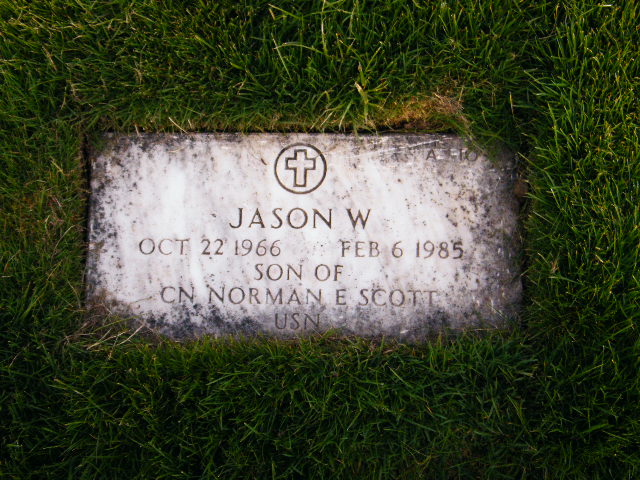 JASON W
OCT 22 1966 FEB 6 1985
SON OF
CN NORMAN E SCOTT
USN